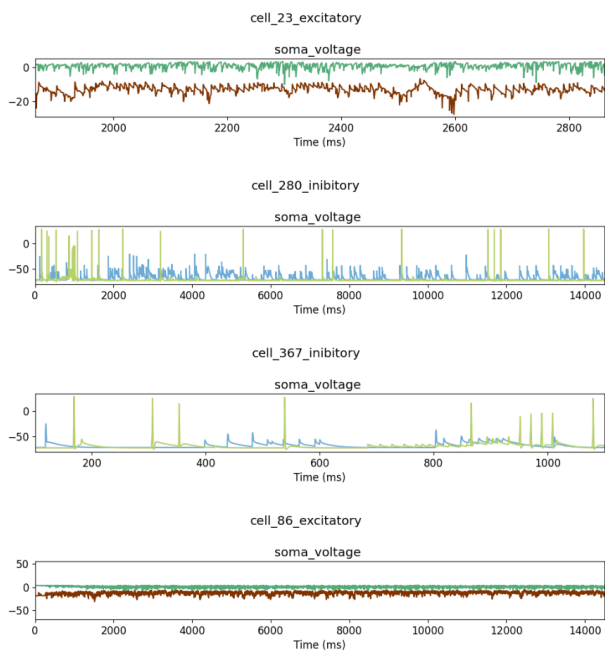 cell_23_excitatory
soma_voltage
0
−20
2000 2200 2400 2600 2800
Time (ms)
cell_280_inibitory
soma_voltage
0
−50
0 2000 4000 6000 8000 10000 12000 14000
Time (ms)
cell_367_inibitory
soma_voltage
0
−50
200 400 600 800 1000
Time (ms)
cell_86_excitatory
soma_voltage
50
0
−50
0 2000 4000 6000 8000 10000 12000 14000
Time (ms)